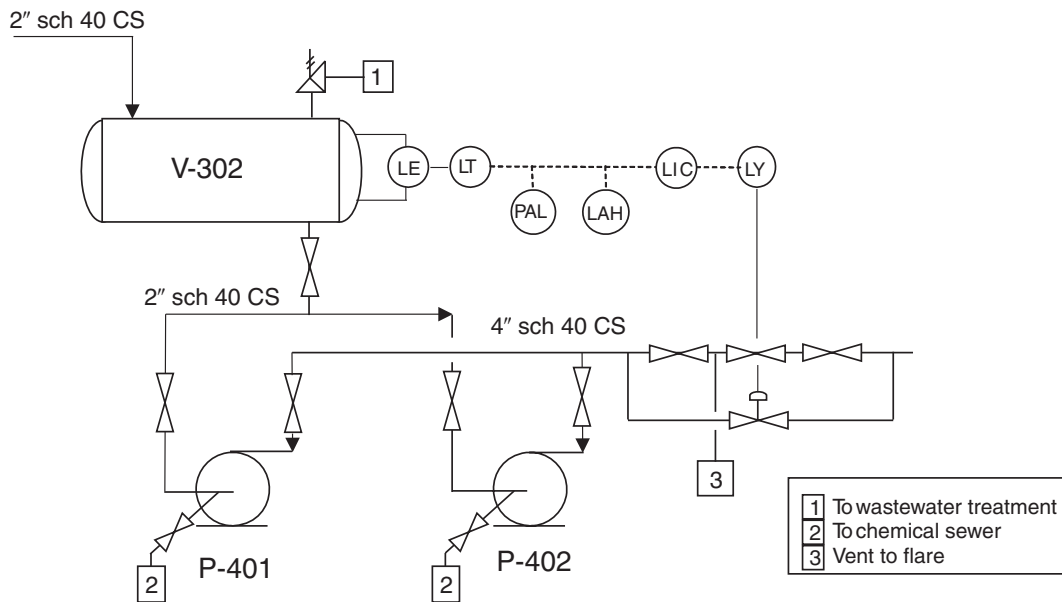 2″ sch 40 CS
1
V-302
LE
LT
LIC
LY
PAL
LAH
2″ sch 40 CS
4″ sch 40 CS
3
P-401
P-402
2
2
1 To wastewater treatment
2 To chemical sewer
3 Vent to flare